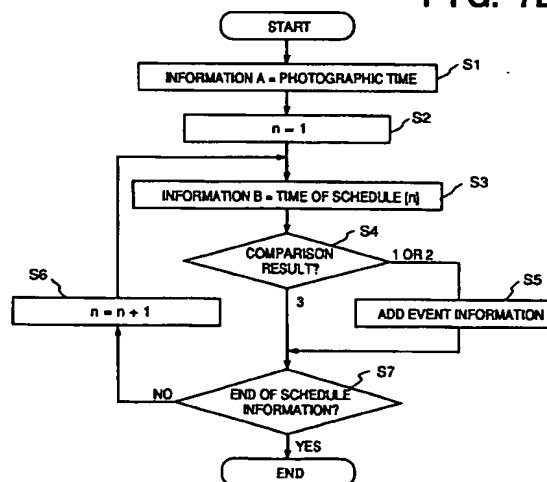 FIG. 7
START
INFORMATION A = PHOTOGRAPHIC TIME
S1
n = 1
S2
INFORMATION B = TIME OF SCHEDULE [n]
S3
COMPARISON
RESULT?
S4
1 OR 2
S6
n = n + 1
3
S5
ADD EVENT INFORMATION
NO
END OF SCHEDULE
INFORMATION?
S7
YES
END